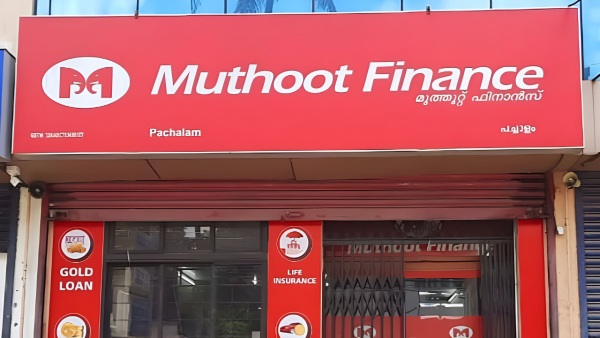 Muthoot Finance
മുത്തൂറ്റ് ഫിനാൻസ്
Pachalam
പച്ചാളം
Muthoot Finance
GOLD
LOAN
LIFE
INSURANCE